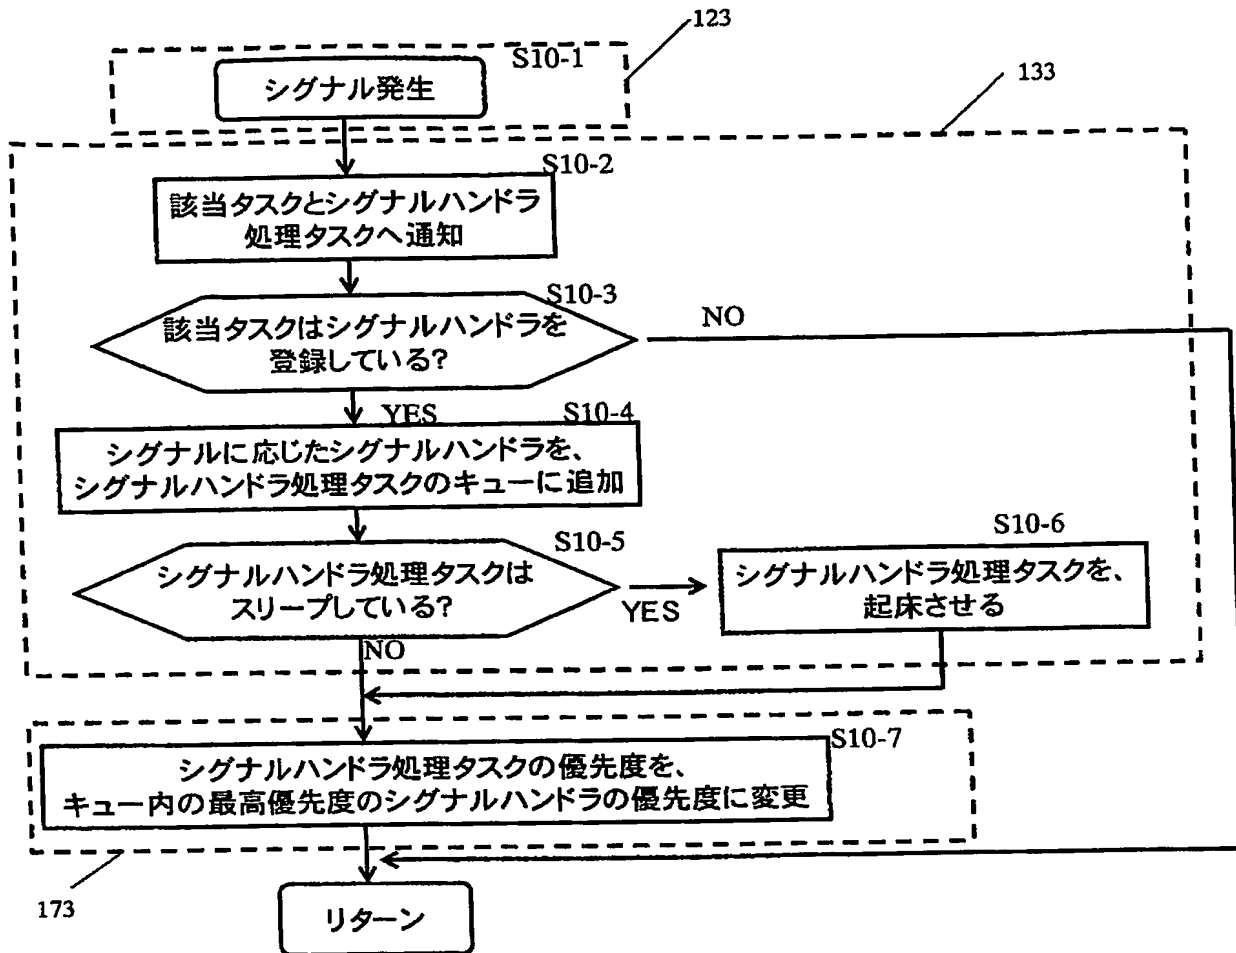 123
S10-1
シグナル発生
133
S10-2
該当タスクとシグナルハンドラ
処理タスクへ通知
S10-3
該当タスクはシグナルハンドラを
登録している?
NO
YES
S10-4
シグナルに応じたシグナルハンドラを、
シグナルハンドラ処理タスクのキューに追加
S10-5
シグナルハンドラ処理タスクは
スリープしている?
YES
S10-6
シグナルハンドラ処理タスクを、
起床させる
NO
S10-7
シグナルハンドラ処理タスクの優先度を、
キュー内の最高優先度のシグナルハンドラの優先度に変更
173
リターン